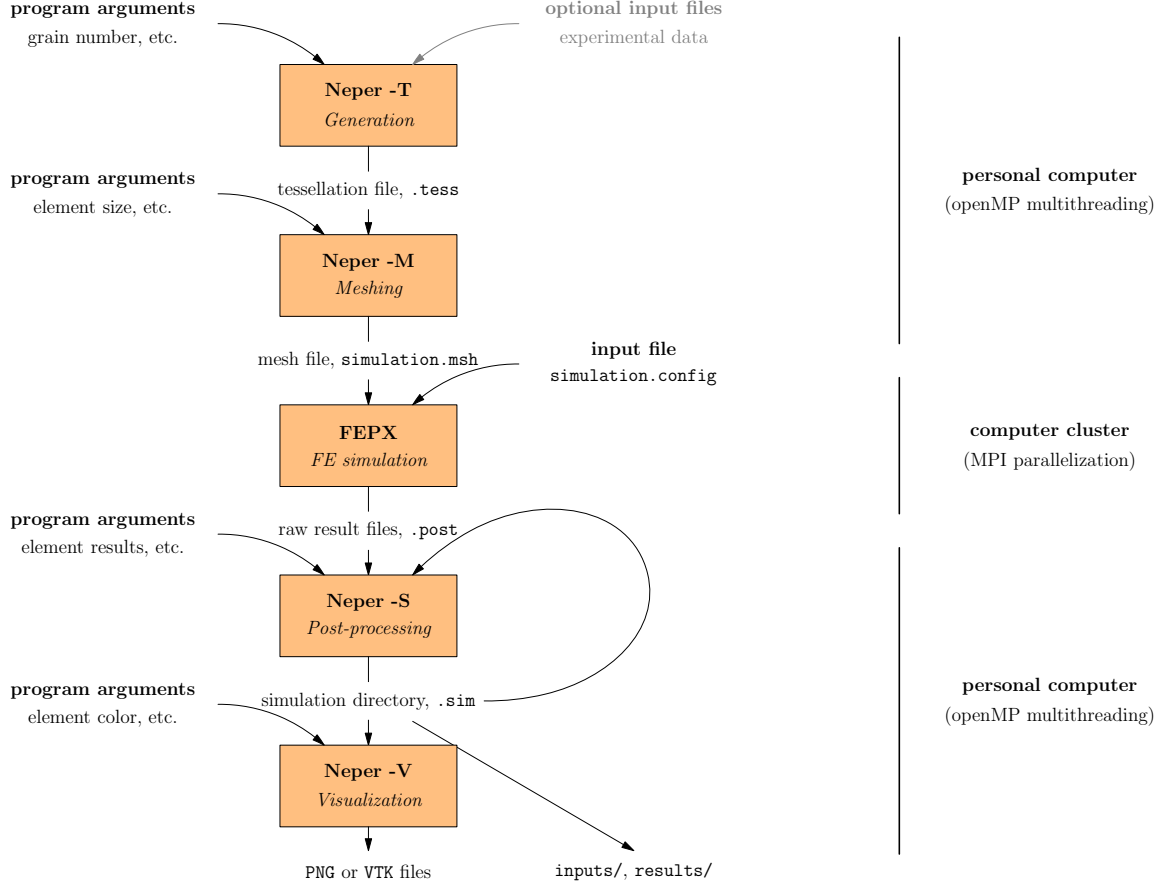 program arguments
grain number, etc.
optional input files
experimental data
Neper -T
Generation
tessellation file, .tess
program arguments
element size, etc.
personal computer
(openMP multithreading)
Neper -M
Meshing
mesh file, simulation.msh
input file
simulation.config
FEPX
FE simulation
computer cluster
(MPI parallelization)
raw result files, .post
program arguments
element results, etc.
Neper -S
Post-processing
simulation directory, .sim
program arguments
element color, etc.
personal computer
(openMP multithreading)
Neper -V
Visualization
PNG or VTK files
inputs/, results/